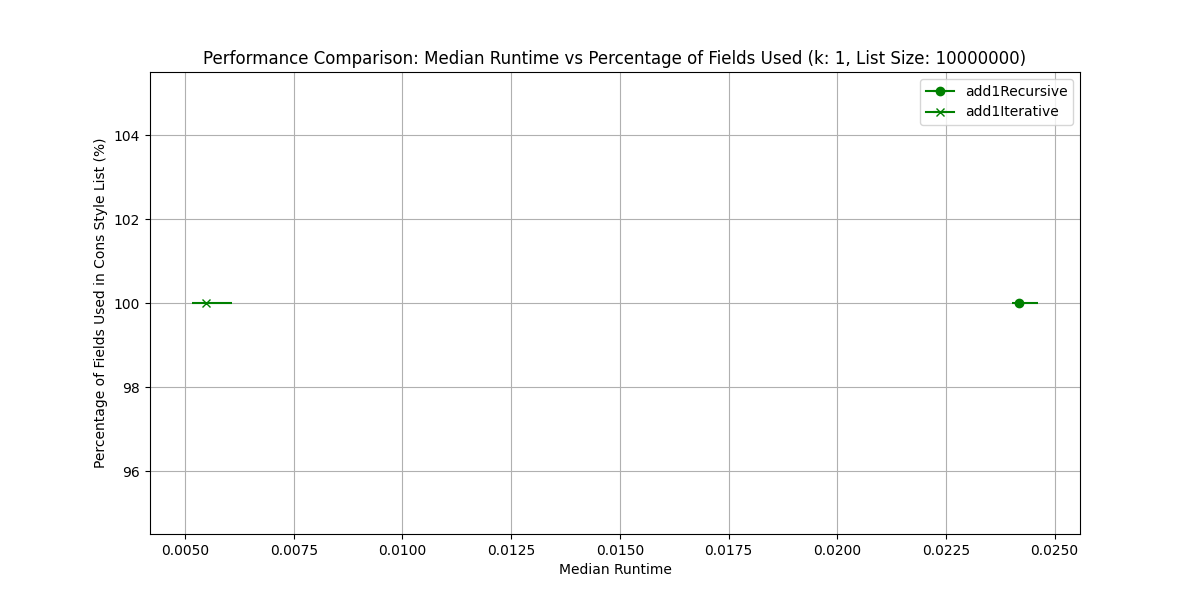 Performance Comparison: Median Runtime vs Percentage of Fields Used (k: 1, List Size: 10000000)
add1Recursive
add1Iterative
Percentage of Fields Used in Cons Style List (%)
104
102
100
98
96
0.0050 0.0075 0.0100 0.0125 0.0150 0.0175 0.0200 0.0225 0.0250
Median Runtime